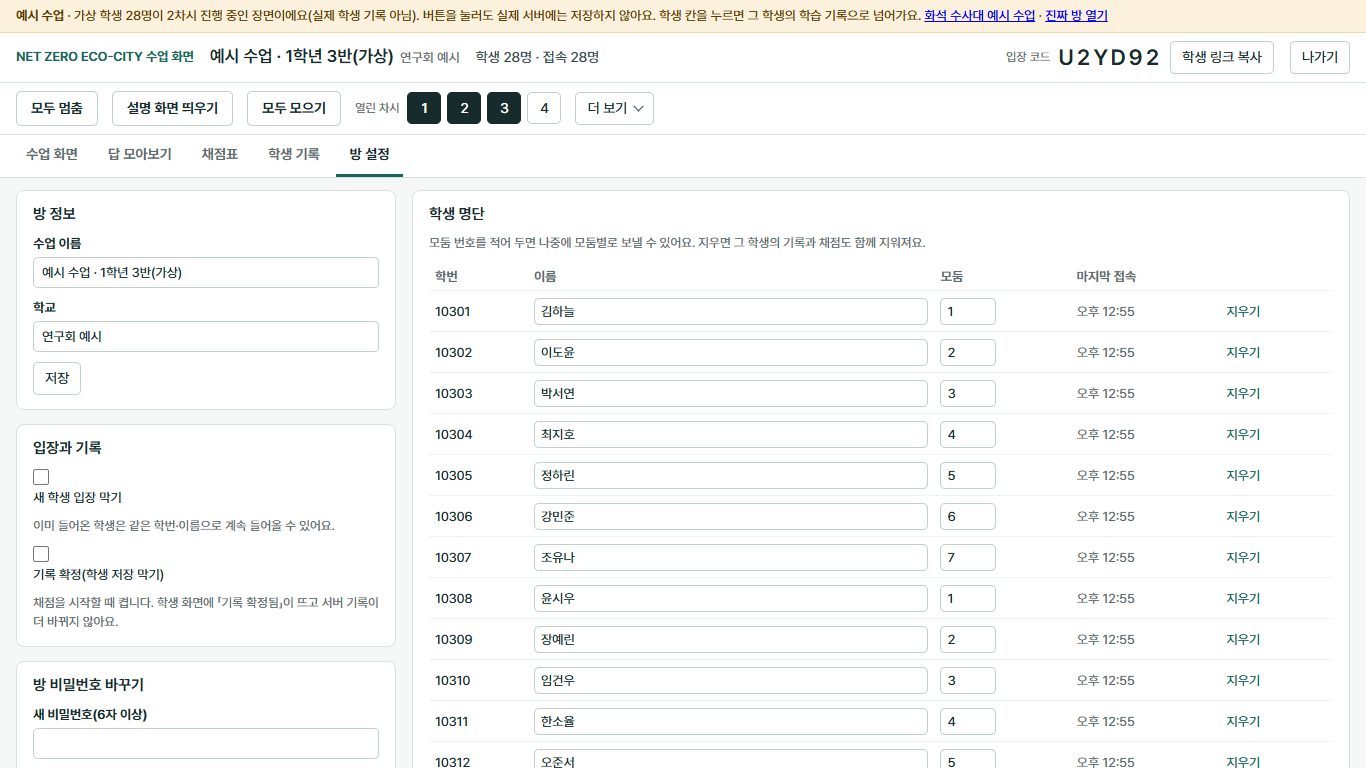 예시 수업 · 가상 학생 28명이 2차시 진행 중인 장면이에요(실제 학생 기록 아님). 버튼을 눌러도 실제 서버에는 저장하지 않아요. 학생 칸을 누르면 그 학생의 학습 기록으로 넘어가요. 화석 수사대 예시 수업 · 진짜 방 열기
NET ZERO ECO-CITY 수업 화면 예시 수업 · 1학년 3반(가상) 연구회 예시 학생 28명 · 접속 28명 입장 코드 U2YD92 학생 링크 복사 나가기
모두 멈춤 설명 화면 띄우기 모두 모으기 열린 차시 1 2 3 4 더 보기
수업 화면 답 모아보기 채점표 학생 기록 방 설정
방 정보
수업 이름
예시 수업 · 1학년 3반(가상)
학교
연구회 예시
저장
입장과 기록
새 학생 입장 막기
이미 들어온 학생은 같은 학번·이름으로 계속 들어올 수 있어요.
기록 확정(학생 저장 막기)
채점을 시작할 때 켭니다. 학생 화면에 「기록 확정됨」이 뜨고 서버 기록이
더 바뀌지 않아요.
방 비밀번호 바꾸기
새 비밀번호(6자 이상)
학생 명단
모둠 번호를 적어 두면 나중에 모둠별로 보낼 수 있어요. 지우면 그 학생의 기록과 채점도 함께 지워져요.
학번 이름 모둠 마지막 접속
10301 김하늘 1 오후 12:55 지우기
10302 이도윤 2 오후 12:55 지우기
10303 박서연 3 오후 12:55 지우기
10304 최지호 4 오후 12:55 지우기
10305 정하린 5 오후 12:55 지우기
10306 강민준 6 오후 12:55 지우기
10307 조유나 7 오후 12:55 지우기
10308 윤시우 1 오후 12:55 지우기
10309 장예린 2 오후 12:55 지우기
10310 임건우 3 오후 12:55 지우기
10311 한소율 4 오후 12:55 지우기
10312 오준서 5 오후 12:55 지우기